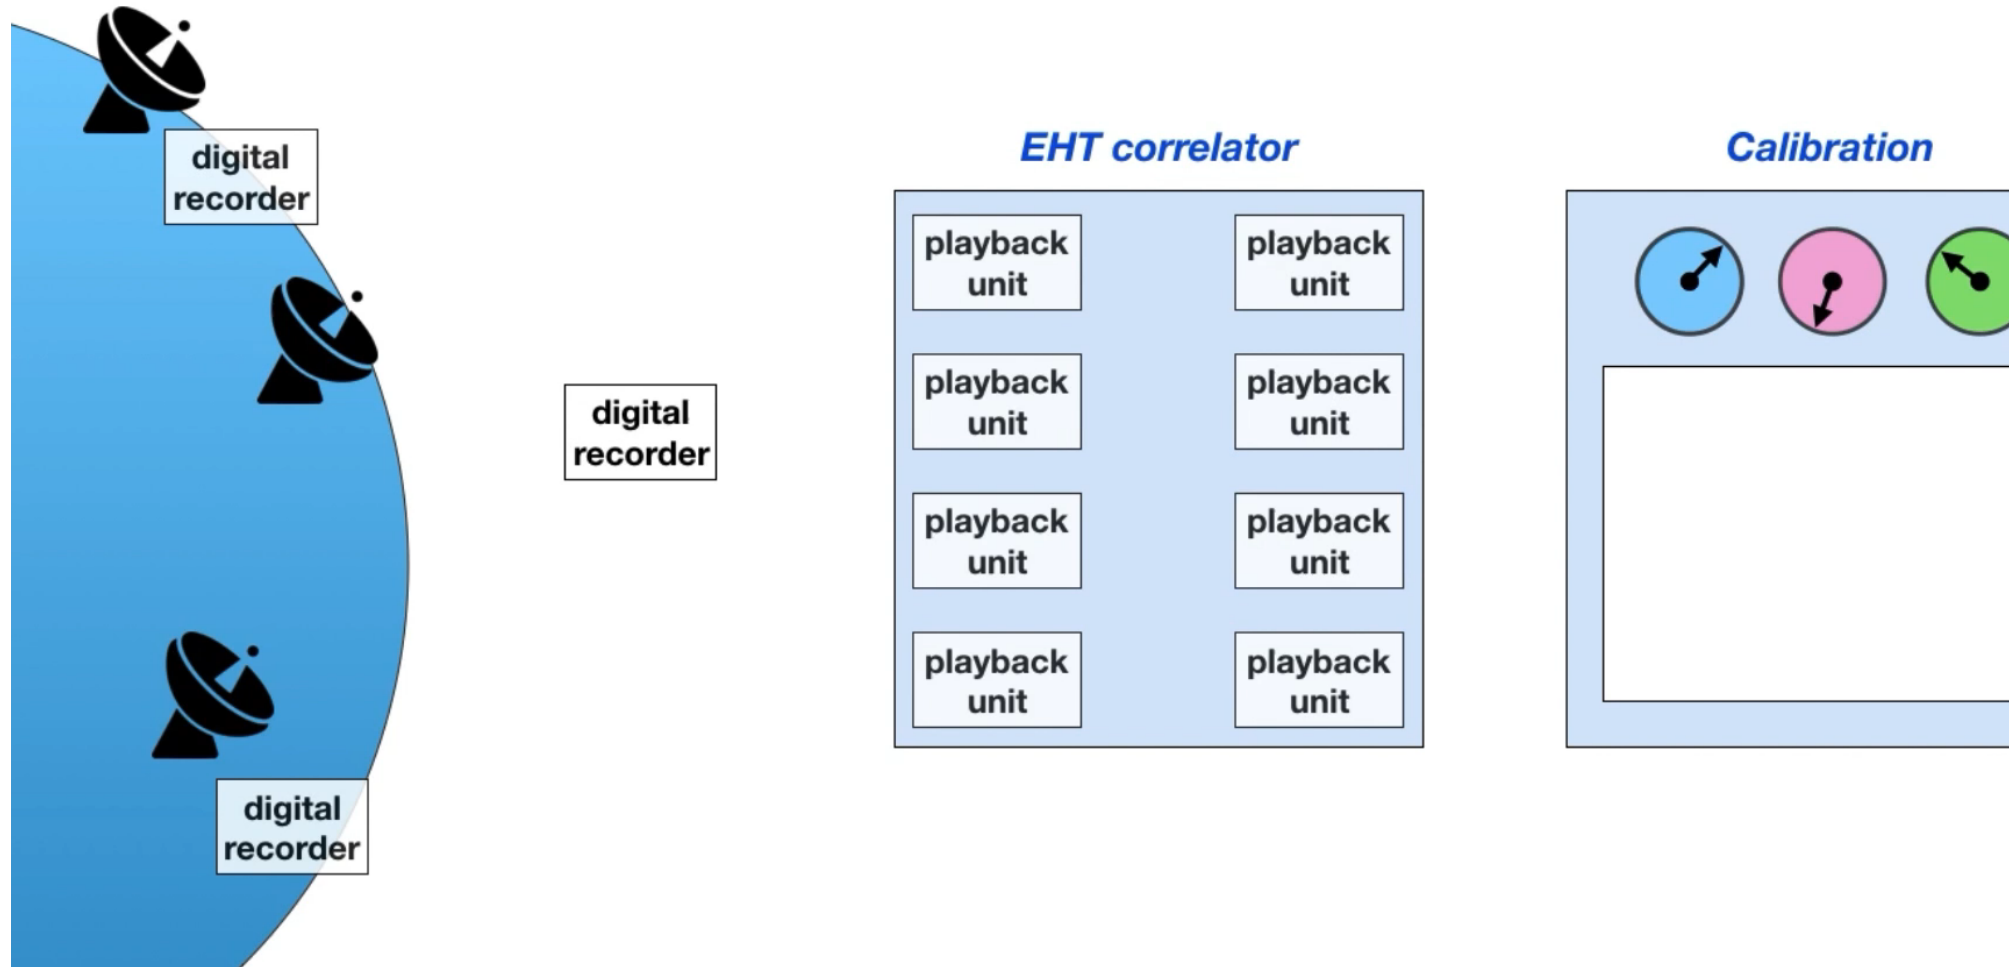 digital
recorder
digital
recorder
digital
recorder
EHT correlator
playback
unit
playback
unit
playback
unit
playback
unit
playback
unit
playback
unit
playback
unit
playback
unit
Calibration